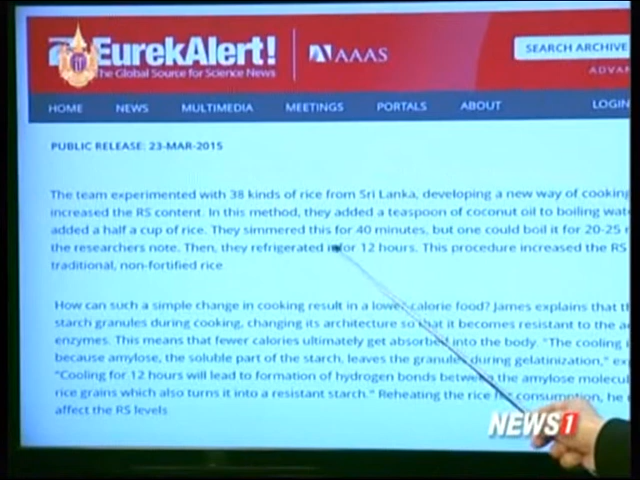 EurekAlert!
The Global Source for Science News
AAAS
SEARCH ARCHIVE
ADVAN
HOME NEWS MULTIMEDIA MEETINGS PORTALS ABOUT LOGIN
PUBLIC RELEASE: 23-MAR-2015
The team experimented with 38 kinds of rice from Sri Lanka, developing a new way of cooking
increased the RS content. In this method, they added a teaspoon of coconut oil to boiling wate
added a half a cup of rice. They simmered this for 40 minutes, but one could boil it for 20-25
the researchers note. Then, they refrigerated it for 12 hours. This procedure increased the RS
traditional, non-fortified rice
How can such a simple change in cooking result in a lower-calorie food? James explains that
starch granules during cooking, changing its architecture so that it becomes resistant to the
enzymes. This means that fewer calories ultimately get absorbed into the body. "The cooling
because amylose, the soluble part of the starch, leaves the granules during gelatinization,"
"Cooling for 12 hours will lead to formation of hydrogen bonds between the amylose molecul
rice grains which also turns it into a resistant starch." Reheating the rice for consumption, he
affect the RS levels
NEWS1